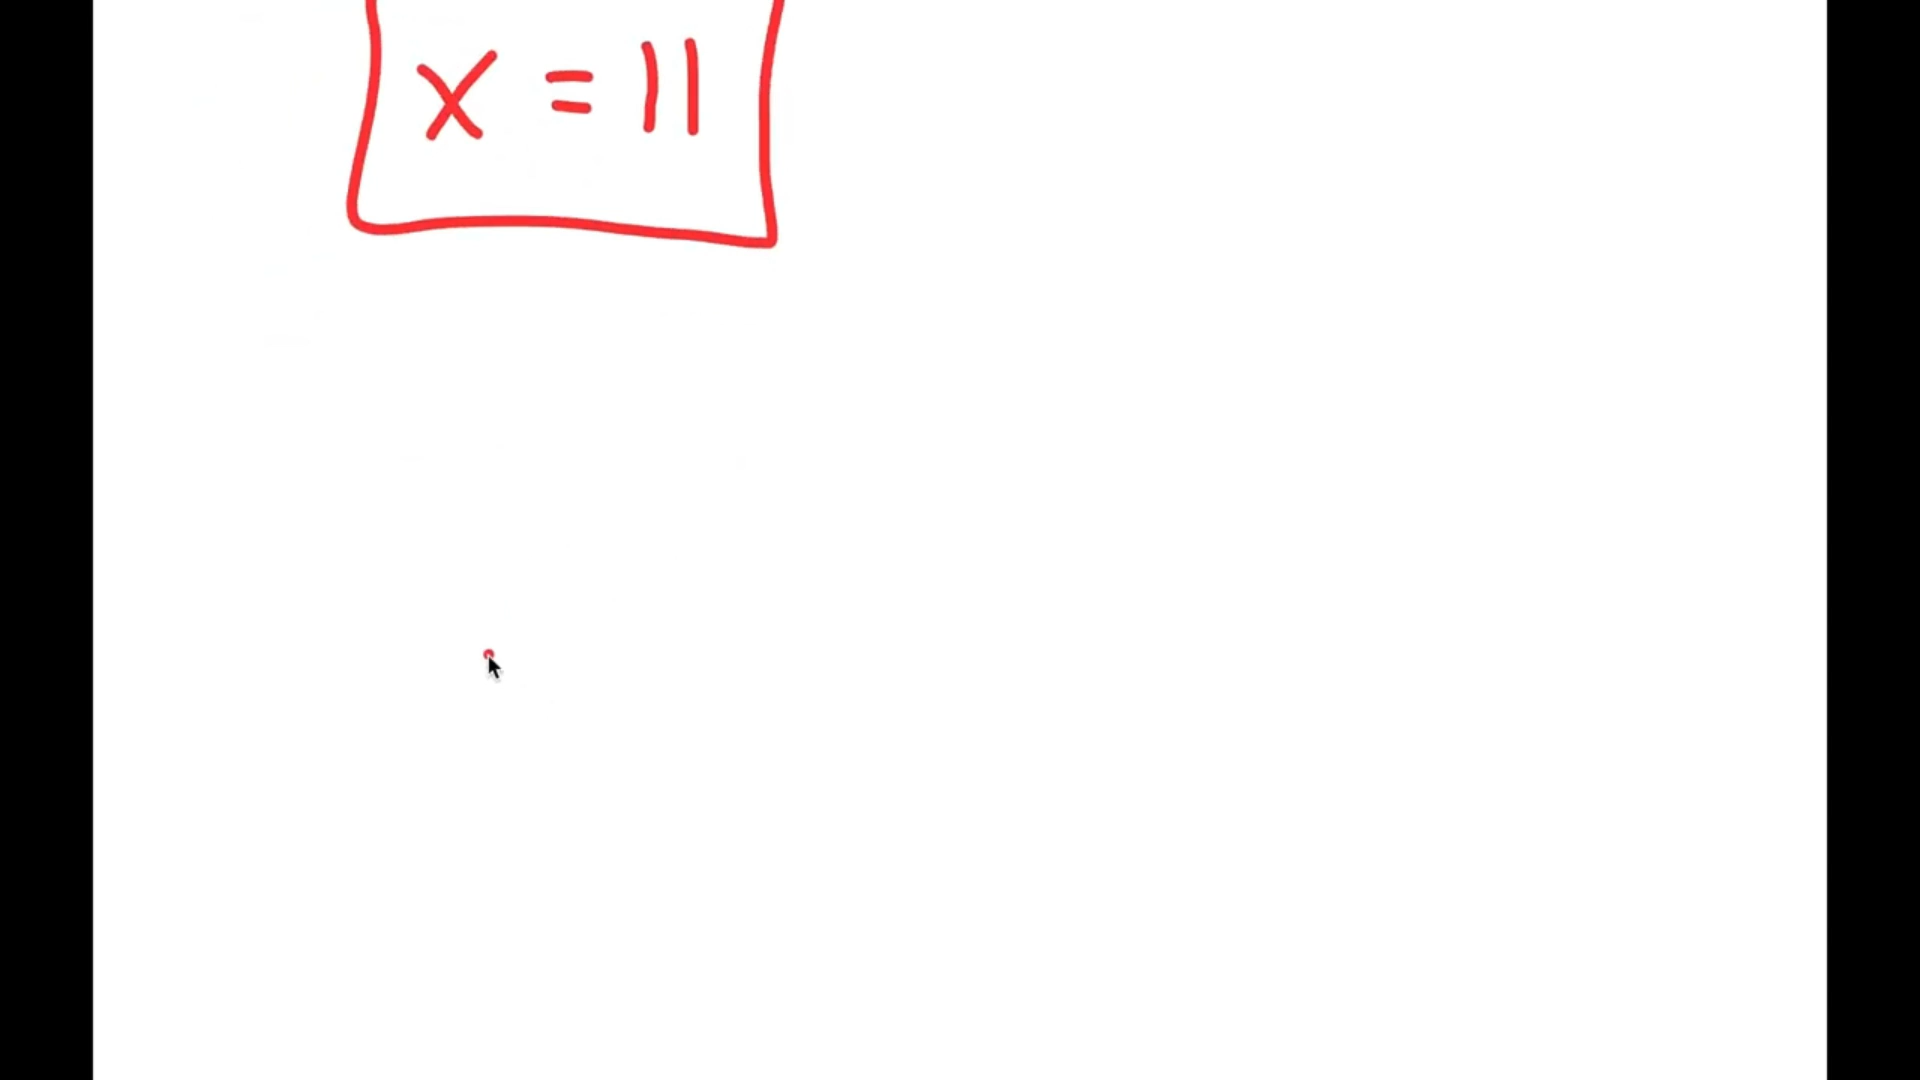 x = 11